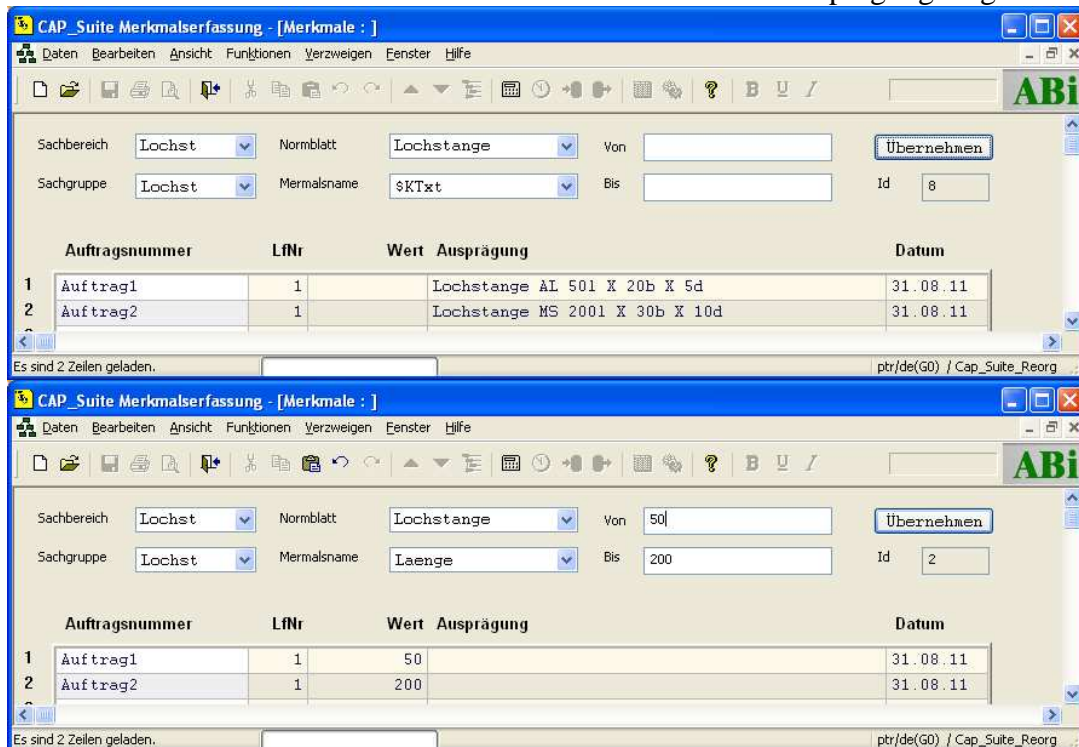 CAP_Suite Merkmalserfassung - [Merkmale : ]
Daten Bearbeiten Ansicht Funktionen Verzweigen Fenster Hilfe
B U I ABi
Sachbereich Lochst Normblatt Lochstange Von Übernehmen
Sachgruppe Lochst Mermalsname $KTxt Bis Id 8
Auftragsnummer LfNr Wert Ausprägung Datum
1 Auftrag1 1 Lochstange AL 50l X 20b X 5d 31.08.11
2 Auftrag2 1 Lochstange MS 200l X 30b X 10d 31.08.11
Es sind 2 Zeilen geladen. ptr/de(G0) / Cap_Suite_Reorg
CAP_Suite Merkmalserfassung - [Merkmale : ]
Daten Bearbeiten Ansicht Funktionen Verzweigen Fenster Hilfe
B U I ABi
Sachbereich Lochst Normblatt Lochstange Von 50 Übernehmen
Sachgruppe Lochst Mermalsname Laenge Bis 200 Id 2
Auftragsnummer LfNr Wert Ausprägung Datum
1 Auftrag1 1 50 31.08.11
2 Auftrag2 1 200 31.08.11
Es sind 2 Zeilen geladen. ptr/de(G0) / Cap_Suite_Reorg